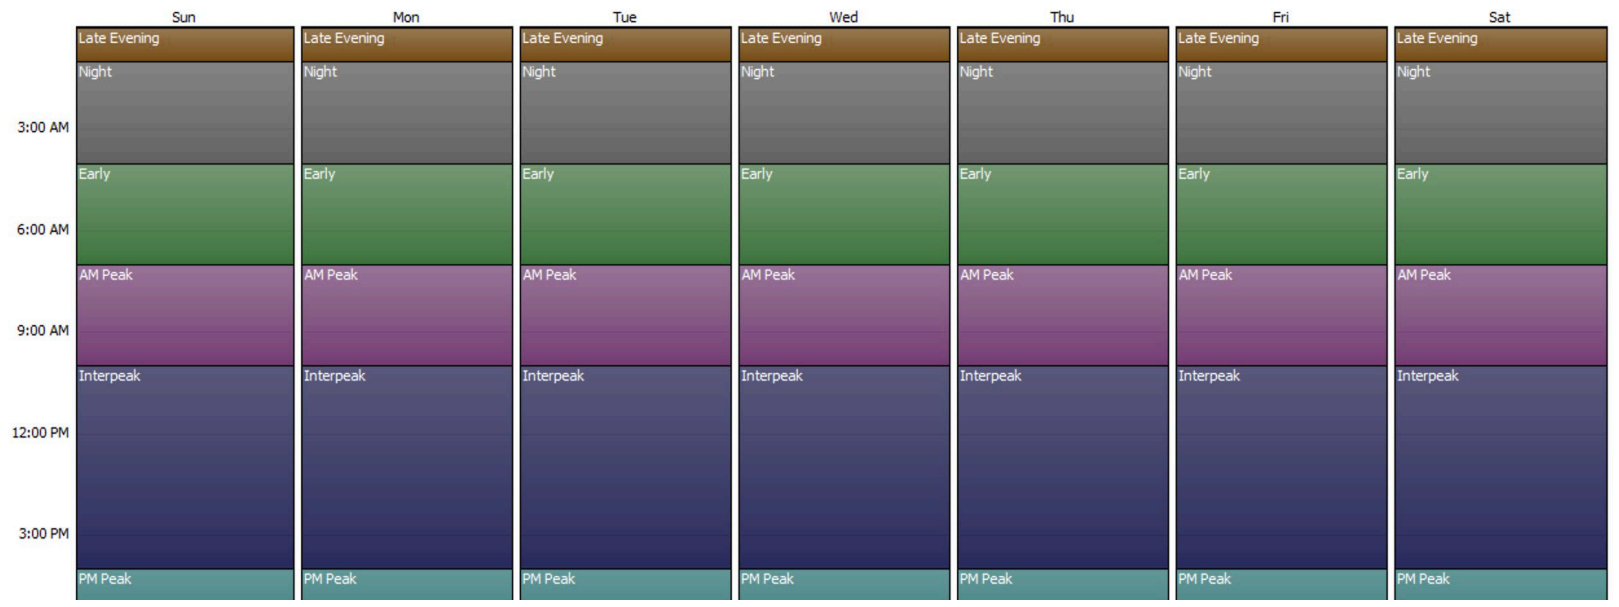 Sun Mon Tue Wed Thu Fri Sat
Late Evening Late Evening Late Evening Late Evening Late Evening Late Evening Late Evening
Night Night Night Night Night Night Night
3:00 AM
Early Early Early Early Early Early Early
6:00 AM
AM Peak AM Peak AM Peak AM Peak AM Peak AM Peak AM Peak
9:00 AM
Interpeak Interpeak Interpeak Interpeak Interpeak Interpeak Interpeak
12:00 PM
3:00 PM
PM Peak PM Peak PM Peak PM Peak PM Peak PM Peak PM Peak